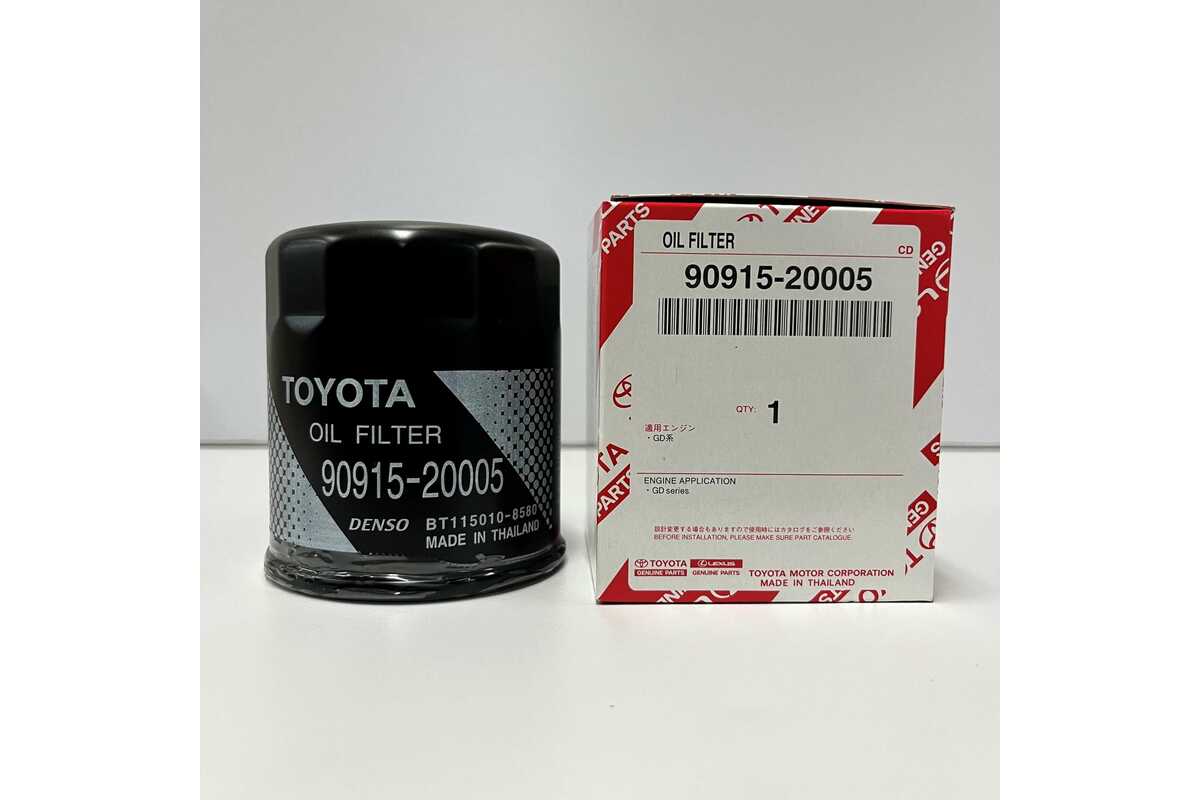 TOYOTA
OIL FILTER
90915-20005
DENSO BT115010-8580
MADE IN THAILAND
PARTS
GENUINE
OIL FILTER
CD
90915-20005
QTY: 1
適用エンジン
・GD系
ENGINE APPLICATION
・GD series
設計変更する場合もありますので使用時にはカタログをご参照ください
BEFORE INSTALLATION, PLEASE MAKE SURE PART CATALOGUE.
TOYOTA LEXUS
GENUINE PARTS GENUINE PARTS
TOYOTA MOTOR CORPORATION
MADE IN THAILAND
PARTS